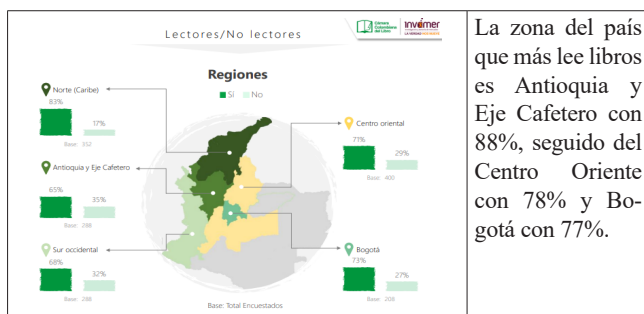 Lectores/No lectores
Cámara
Colombiana
del Libro
invamer
Regiones
Sí No
Norte (Caribe)
83%
17%
Base: 352
Antioquia y Eje Cafetero
65%
35%
Base: 288
Sur occidental
68%
32%
Base: 288
Centro oriental
71%
29%
Base: 400
Bogotá
73%
27%
Base: 208
Base: Total Encuestados
La zona del país
que más lee libros
es Antioquia y
Eje Cafetero con
88%, seguido del
Centro Oriente
con 78% y Bo-
gotá con 77%.